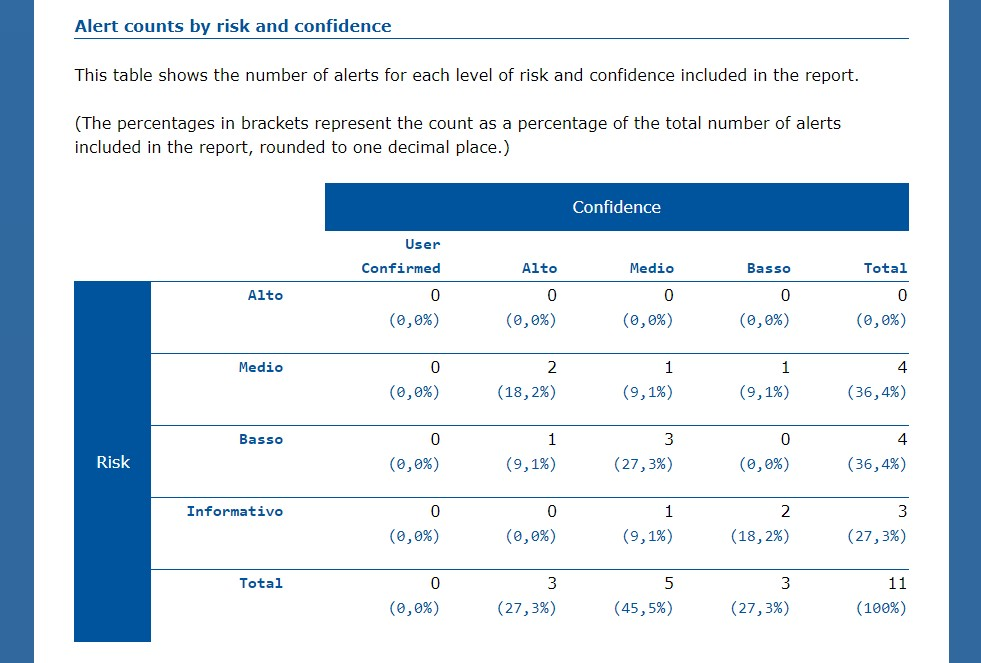 Alert counts by risk and confidence
This table shows the number of alerts for each level of risk and confidence included in the report.
(The percentages in brackets represent the count as a percentage of the total number of alerts
included in the report, rounded to one decimal place.)
Confidence
User
Confirmed Alto Medio Basso Total
Alto 0 0 0 0 0
(0,0%) (0,0%) (0,0%) (0,0%) (0,0%)
Medio 0 2 1 1 4
(0,0%) (18,2%) (9,1%) (9,1%) (36,4%)
Basso 0 1 3 0 4
Risk (0,0%) (9,1%) (27,3%) (0,0%) (36,4%)
Informativo 0 0 1 2 3
(0,0%) (0,0%) (9,1%) (18,2%) (27,3%)
Total 0 3 5 3 11
(0,0%) (27,3%) (45,5%) (27,3%) (100%)